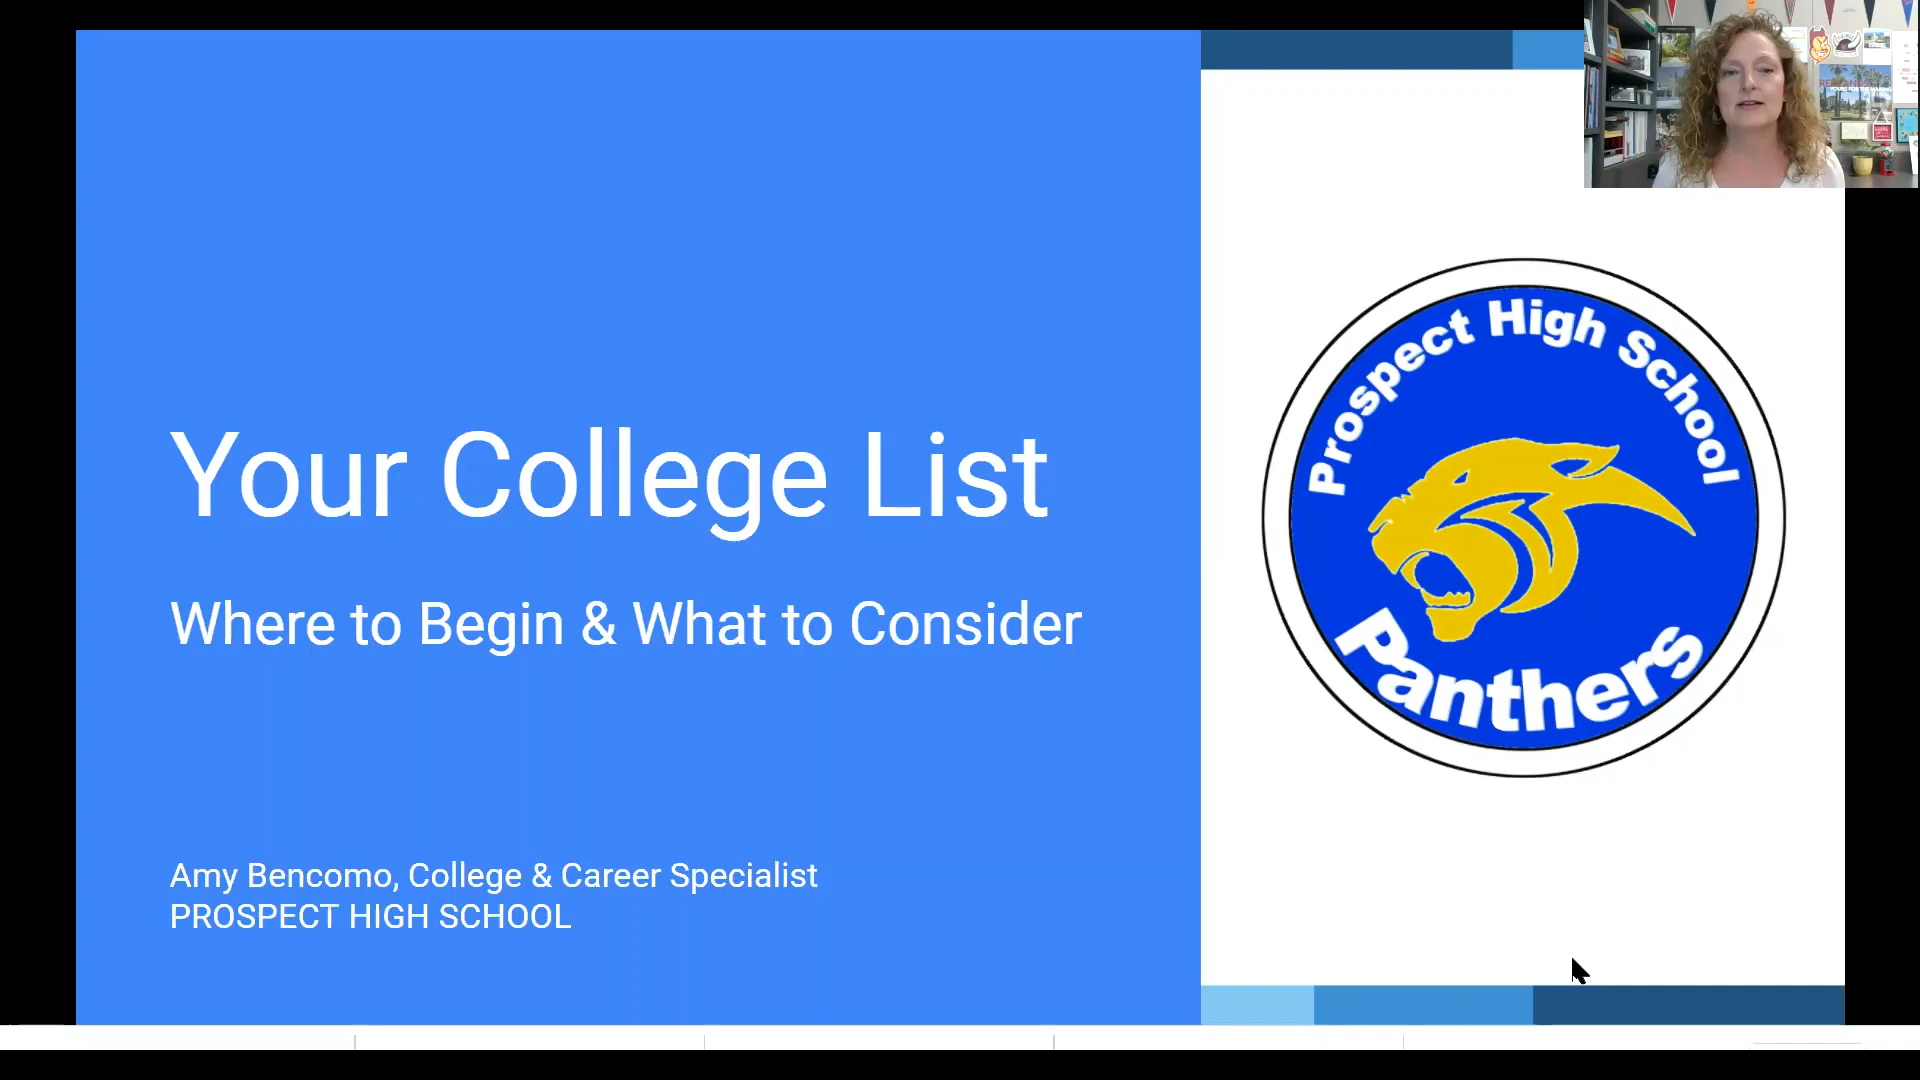 Your College List
Where to Begin & What to Consider
Amy Bencomo, College & Career Specialist
PROSPECT HIGH SCHOOL
Prospect High School
Panthers